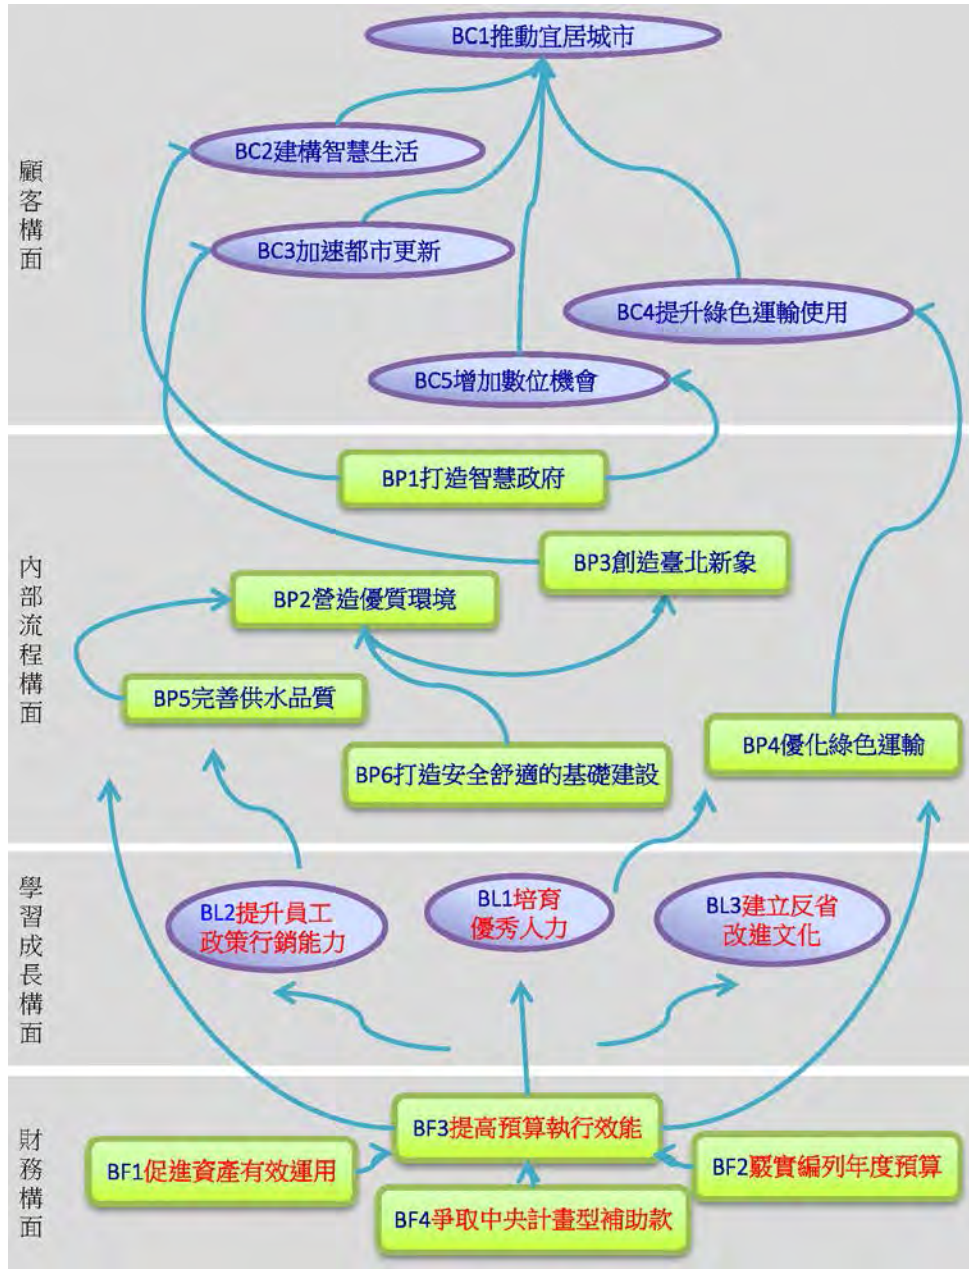 顧客構面
BC1推動宜居城市
BC2建構智慧生活
BC3加速都市更新
BC4提升綠色運輸使用
BC5增加數位機會
內部流程構面
BP1打造智慧政府
BP3創造臺北新象
BP2營造優質環境
BP5完善供水品質
BP4優化綠色運輸
BP6打造安全舒適的基礎建設
學習成長構面
BL2提升員工
政策行銷能力
BL1培育
優秀人力
BL3建立反省
改進文化
財務構面
BF3提高預算執行效能
BF1促進資產有效運用
BF2覈實編列年度預算
BF4爭取中央計畫型補助款